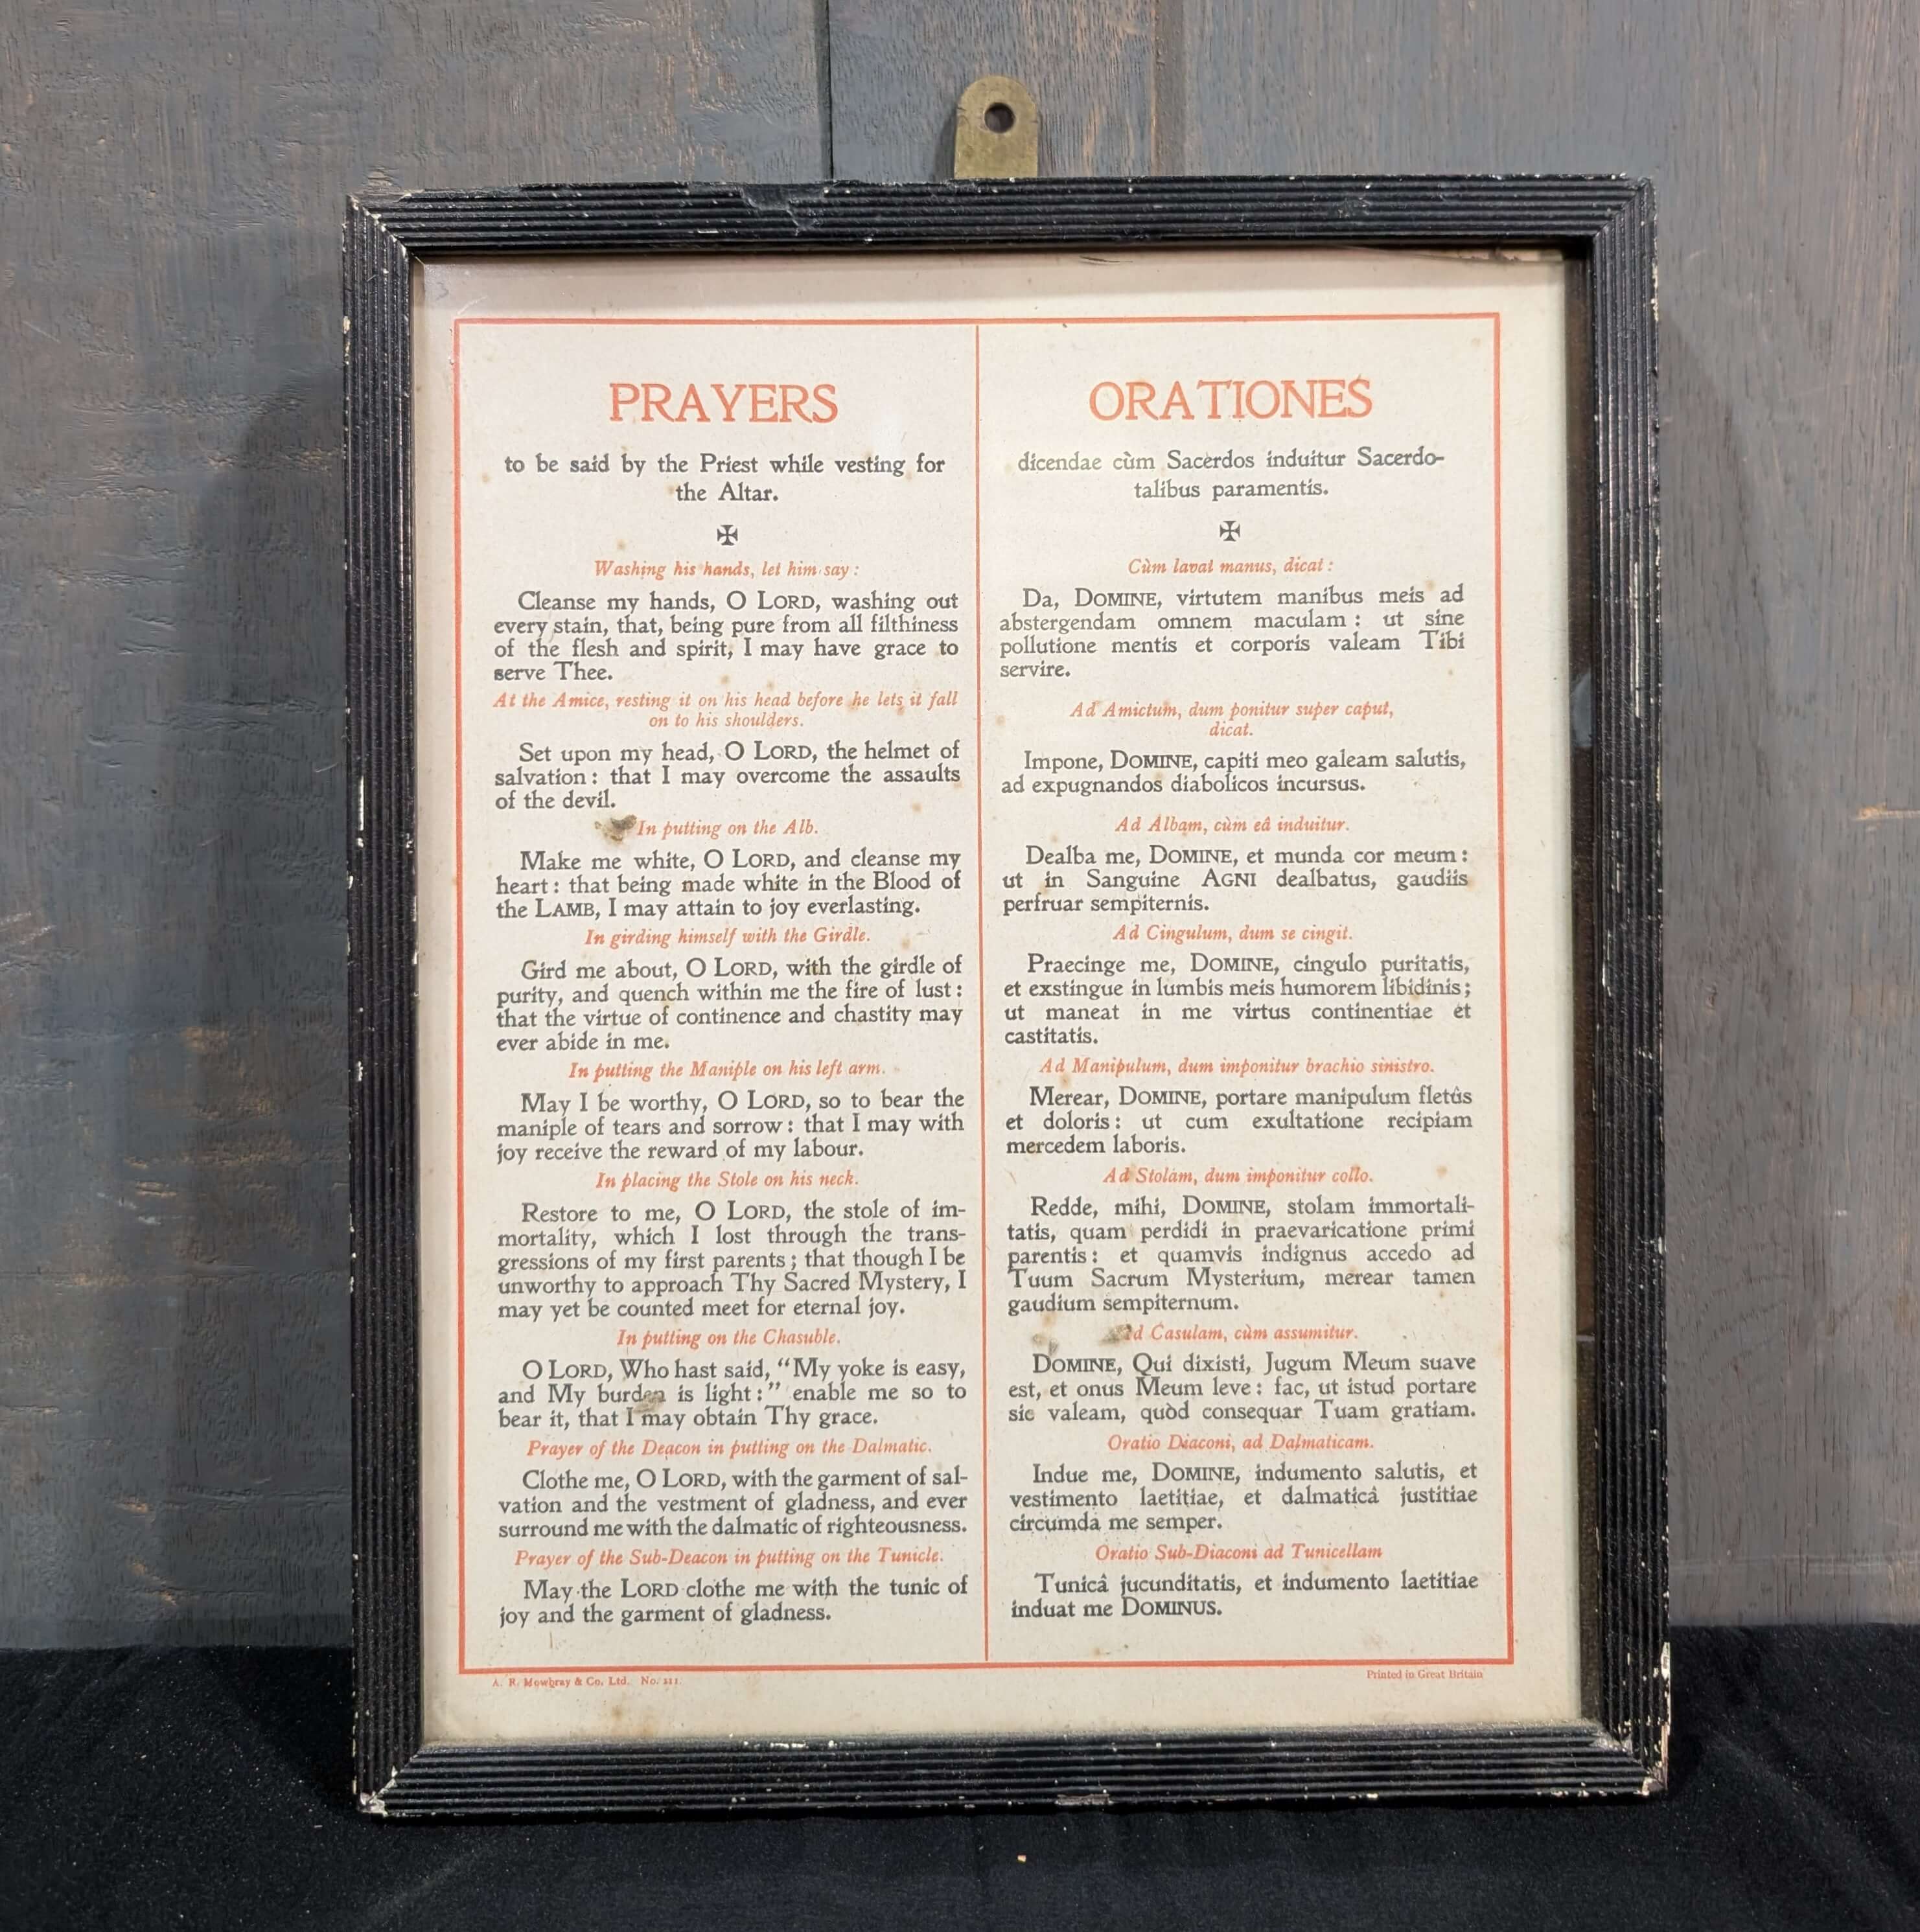 PRAYERS
to be said by the Priest while vesting for
the Altar.
✠
Washing his hands, let him say :
Cleanse my hands, O LORD, washing out
every stain, that, being pure from all filthiness
of the flesh and spirit, I may have grace to
serve Thee.
At the Amice, resting it on his head before he lets it fall
on to his shoulders.
Set upon my head, O LORD, the helmet of
salvation : that I may overcome the assaults
of the devil.
In putting on the Alb.
Make me white, O LORD, and cleanse my
heart : that being made white in the Blood of
the LAMB, I may attain to joy everlasting.
In girding himself with the Girdle.
Gird me about, O LORD, with the girdle of
purity, and quench within me the fire of lust :
that the virtue of continence and chastity may
ever abide in me.
In putting the Maniple on his left arm.
May I be worthy, O LORD, so to bear the
maniple of tears and sorrow : that I may with
joy receive the reward of my labour.
In placing the Stole on his neck.
Restore to me, O LORD, the stole of im-
mortality, which I lost through the trans-
gressions of my first parents ; that though I be
unworthy to approach Thy Sacred Mystery, I
may yet be counted meet for eternal joy.
In putting on the Chasuble.
O LORD, Who hast said, “My yoke is easy,
and My burden is light :” enable me so to
bear it, that I may obtain Thy grace.
Prayer of the Deacon in putting on the Dalmatic.
Clothe me, O LORD, with the garment of sal-
vation and the vestment of gladness, and ever
surround me with the dalmatic of righteousness.
Prayer of the Sub-Deacon in putting on the Tunicle.
May the LORD clothe me with the tunic of
joy and the garment of gladness.
A. R. Mowbray & Co. Ltd. No. 211.
ORATIONES
dicendae cùm Sacerdos induitur Sacerdo-
talibus paramentis.
✠
Cùm lavat manus, dicat :
Da, DOMINE, virtutem manibus meis ad
abstergendam omnem maculam : ut sine
pollutione mentis et corporis valeam Tibi
servire.
Ad Amictum, dum ponitur super caput,
dicat.
Impone, DOMINE, capiti meo galeam salutis,
ad expugnandos diabolicos incursus.
Ad Albam, cùm eâ induitur.
Dealba me, DOMINE, et munda cor meum :
ut in Sanguine AGNI dealbatus, gaudiis
perfruar sempiternis.
Ad Cingulum, dum se cingit.
Praecinge me, DOMINE, cingulo puritatis,
et exstingue in lumbis meis humorem libidinis ;
ut maneat in me virtus continentiae et
castitatis.
Ad Manipulum, dum imponitur brachio sinistro.
Merear, DOMINE, portare manipulum fletûs
et doloris : ut cum exultatione recipiam
mercedem laboris.
Ad Stolam, dum imponitur collo.
Redde, mihi, DOMINE, stolam immortali-
tatis, quam perdidi in praevaricatione primi
parentis : et quamvis indignus accedo ad
Tuum Sacrum Mysterium, merear tamen
gaudium sempiternum.
Ad Casulam, cùm assumitur.
DOMINE, Qui dixisti, Jugum Meum suave
est, et onus Meum leve : fac, ut istud portare
sic valeam, quòd consequar Tuam gratiam.
Oratio Diaconi, ad Dalmaticam.
Indue me, DOMINE, indumento salutis, et
vestimento laetitiae, et dalmaticâ justitiae
circumda me semper.
Oratio Sub-Diaconi ad Tunicellam
Tunicâ jucunditatis, et indumento laetitiae
induat me DOMINUS.
Printed in Great Britain